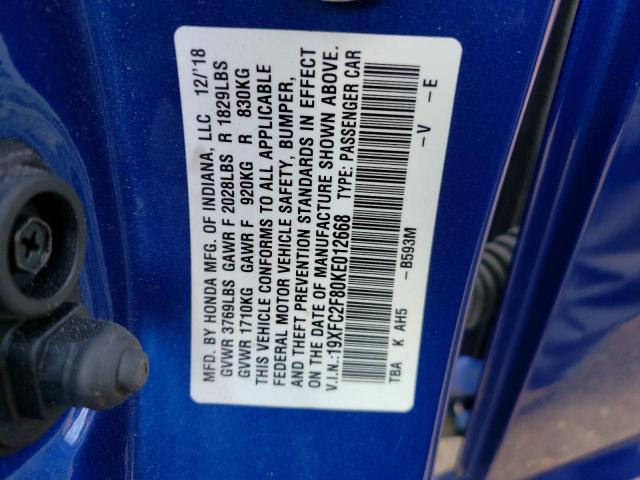 MFD. BY HONDA MFG. OF INDIANA, LLC 12/'18
GVWR 3769LBS GAWR F 2028LBS R 1829LBS
GVWR 1710KG GAWR F 920KG R 830KG
THIS VEHICLE CONFORMS TO ALL APPLICABLE
FEDERAL MOTOR VEHICLE SAFETY, BUMPER,
AND THEFT PREVENTION STANDARDS IN EFFECT
ON THE DATE OF MANUFACTURE SHOWN ABOVE.
V.I.N.:19XFC2F80KE012668 TYPE: PASSENGER CAR
-B593M -V -E
TBA K AH5